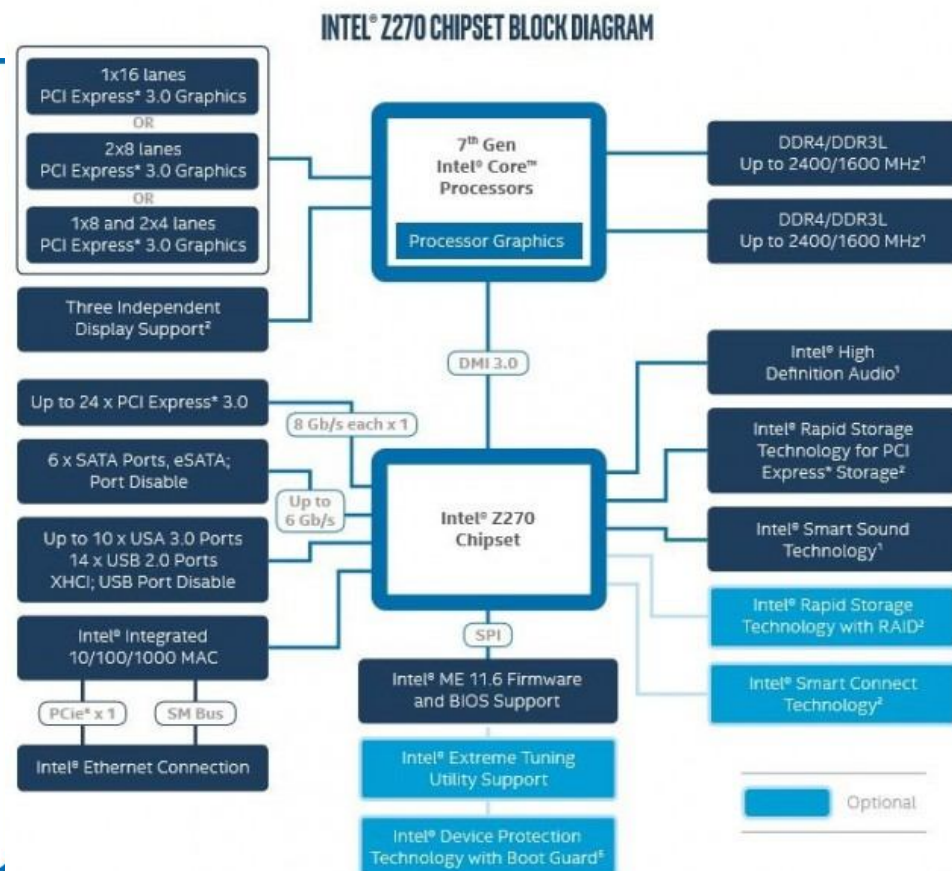 INTEL® Z270 CHIPSET BLOCK DIAGRAM
1x16 lanes
PCI Express* 3.0 Graphics
OR
2x8 lanes
PCI Express* 3.0 Graphics
OR
1x8 and 2x4 lanes
PCI Express* 3.0 Graphics
Three Independent
Display Support²
7th Gen
Intel® Core™
Processors
Processor Graphics
DDR4/DDR3L
Up to 2400/1600 MHz¹
DDR4/DDR3L
Up to 2400/1600 MHz¹
DMI 3.0
Up to 24 x PCI Express* 3.0
8 Gb/s each x 1
6 x SATA Ports, eSATA;
Port Disable
Up to
6 Gb/s
Up to 10 x USA 3.0 Ports
14 x USB 2.0 Ports
XHCI; USB Port Disable
Intel® Integrated
10/100/1000 MAC
PCIe* x 1
SM Bus
Intel® Ethernet Connection
Intel® Z270
Chipset
SPI
Intel® ME 11.6 Firmware
and BIOS Support
Intel® Extreme Tuning
Utility Support
Intel® Device Protection
Technology with Boot Guard⁵
Intel® High
Definition Audio¹
Intel® Rapid Storage
Technology for PCI
Express* Storage²
Intel® Smart Sound
Technology¹
Intel® Rapid Storage
Technology with RAID²
Intel® Smart Connect
Technology²
Optional